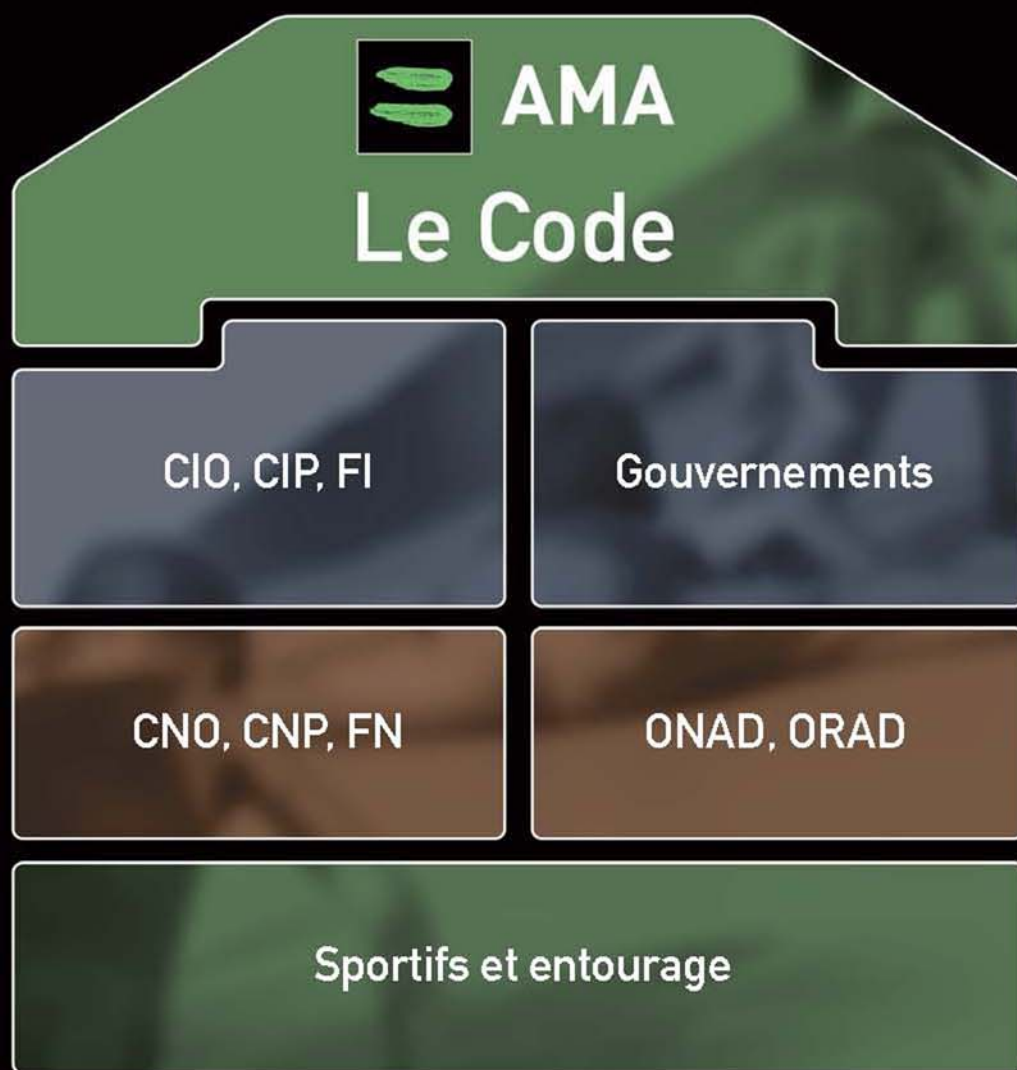 AMA
Le Code
CIO, CIP, FI
Gouvernements
CNO, CNP, FN
ONAD, ORAD
Sportifs et entourage